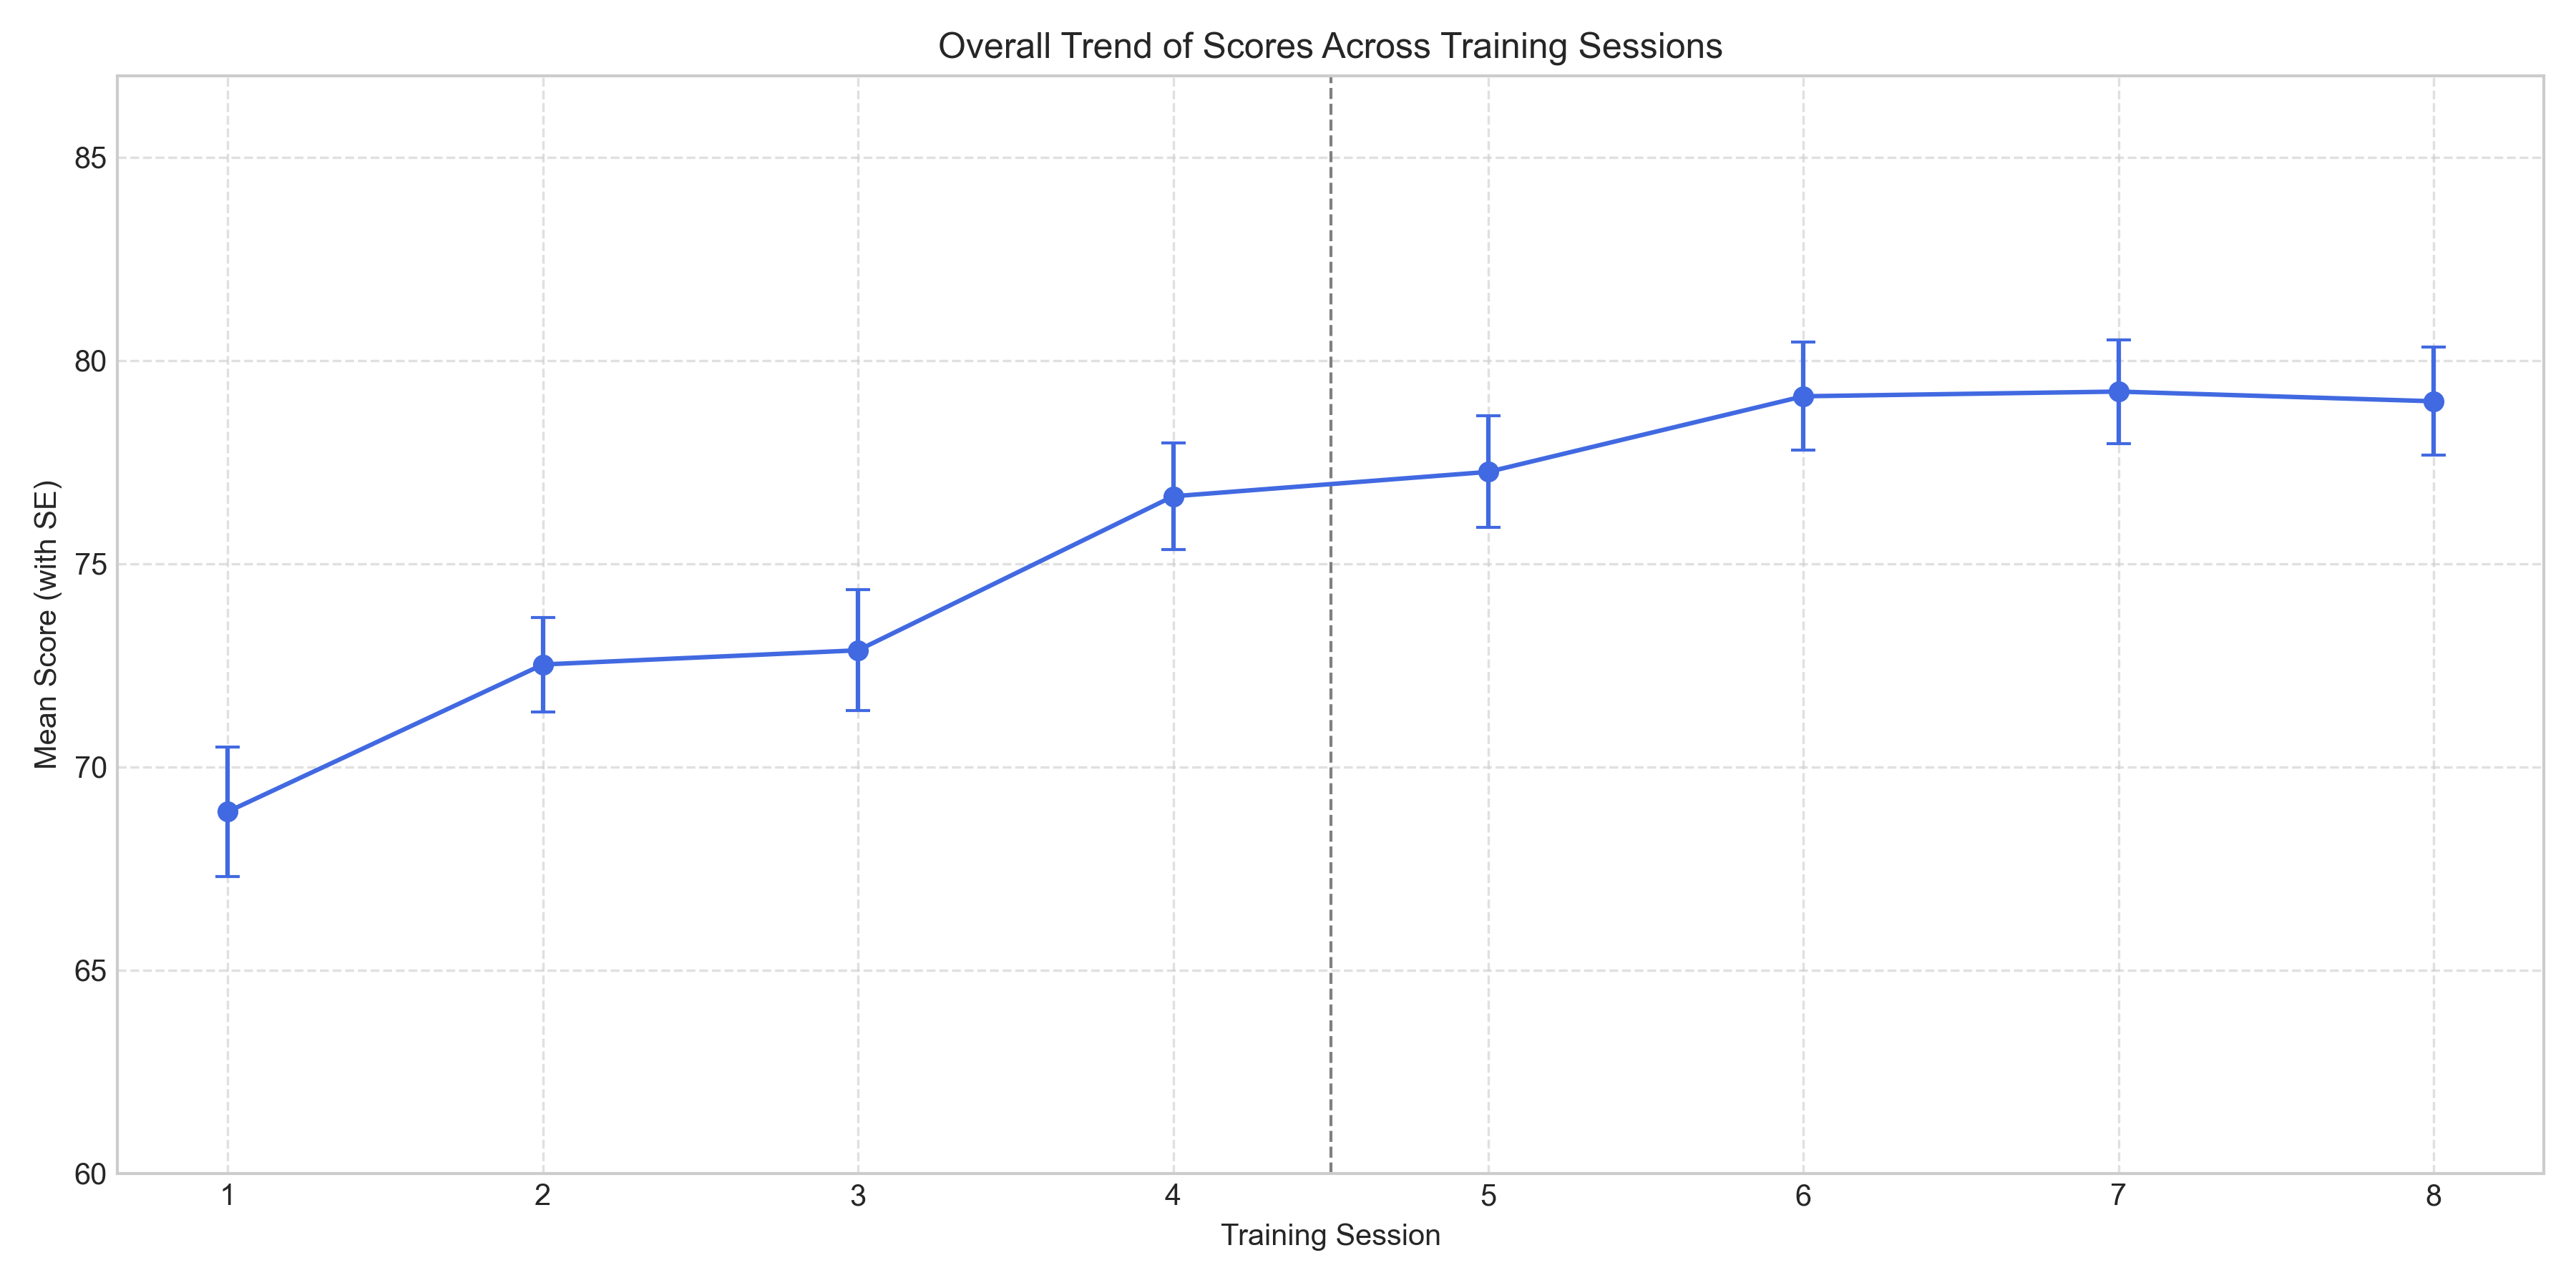 Overall Trend of Scores Across Training Sessions
Mean Score (with SE)
85
80
75
70
65
60
1 2 3 4 5 6 7 8
Training Session